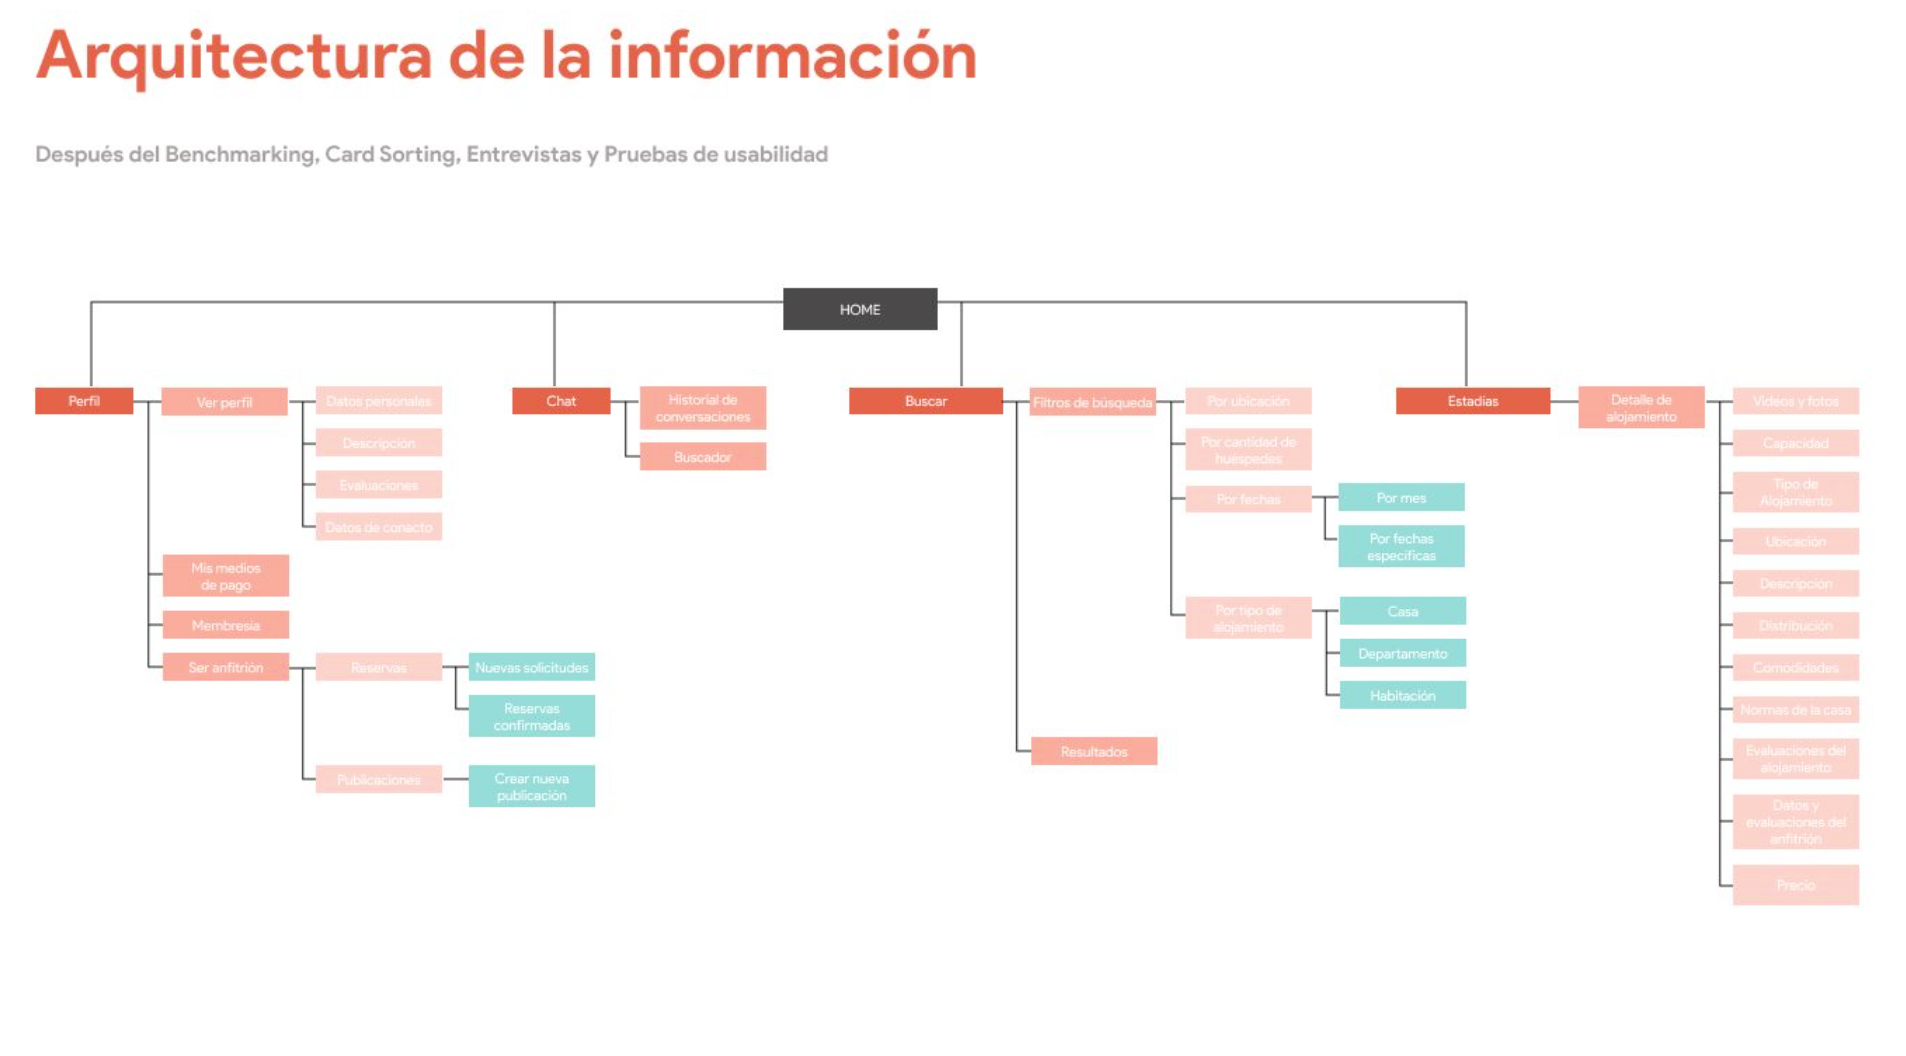 Arquitectura de la información
Después del Benchmarking, Card Sorting, Entrevistas y Pruebas de usabilidad
HOME
Perfil
Ver perfil
Datos personales
Descripción
Evaluaciones
Datos de conacto
Mis medios
de pago
Membresía
Ser anfitrión
Reservas
Nuevas solicitudes
Reservas
confirmadas
Publicaciones
Crear nueva
publicación
Chat
Historial de
conversaciones
Buscador
Buscar
Filtros de búsqueda
Por ubicación
Por cantidad de
huéspedes
Por fechas
Por mes
Por fechas
específicas
Por tipo de
alojamiento
Casa
Departamento
Habitación
Resultados
Estadías
Detalle de
alojamiento
Videos y fotos
Capacidad
Tipo de
Alojamiento
Ubicación
Descripción
Distribución
Comodidades
Normas de la casa
Evaluaciones del
alojamiento
Datos y
evaluaciones del
anfitrión
Precio